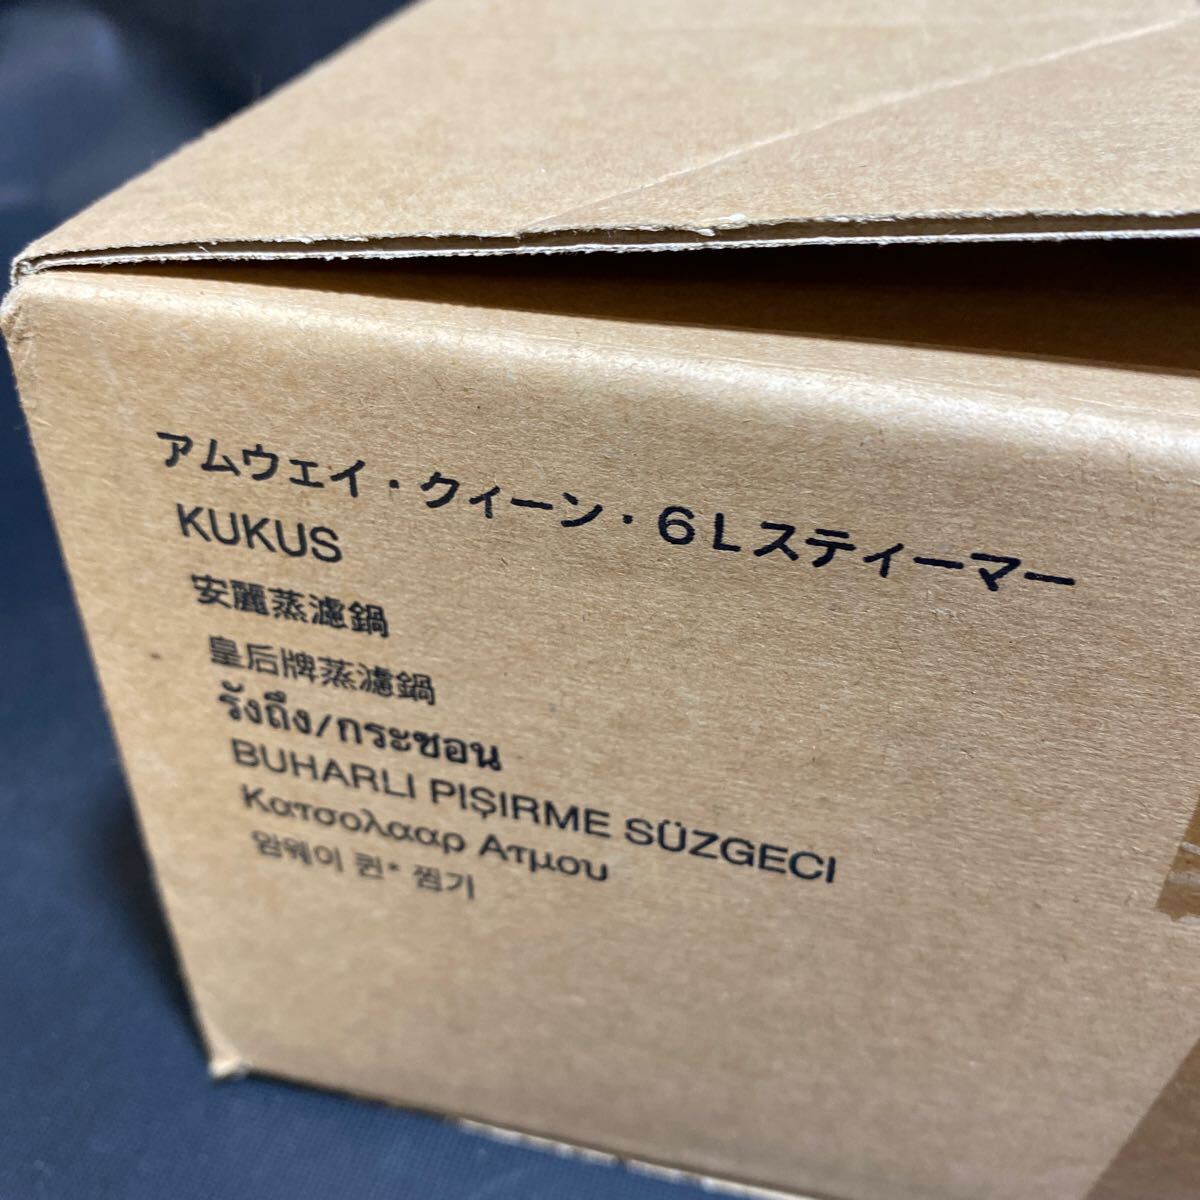 アムウェイ・クィーン・6Lスティーマー
KUKUS
安麗蒸濾鍋
皇后牌蒸濾鍋
รังถึง/กระชอน
BUHARLI PIŞIRME SÜZGECI
Κατσολααρ Ατμου
암웨이 퀸* 찜기